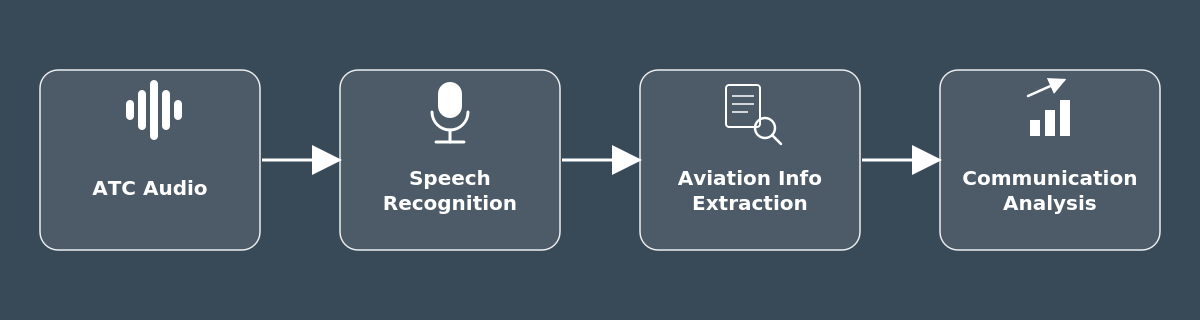 ATC Audio
Speech
Recognition
Aviation Info
Extraction
Communication
Analysis